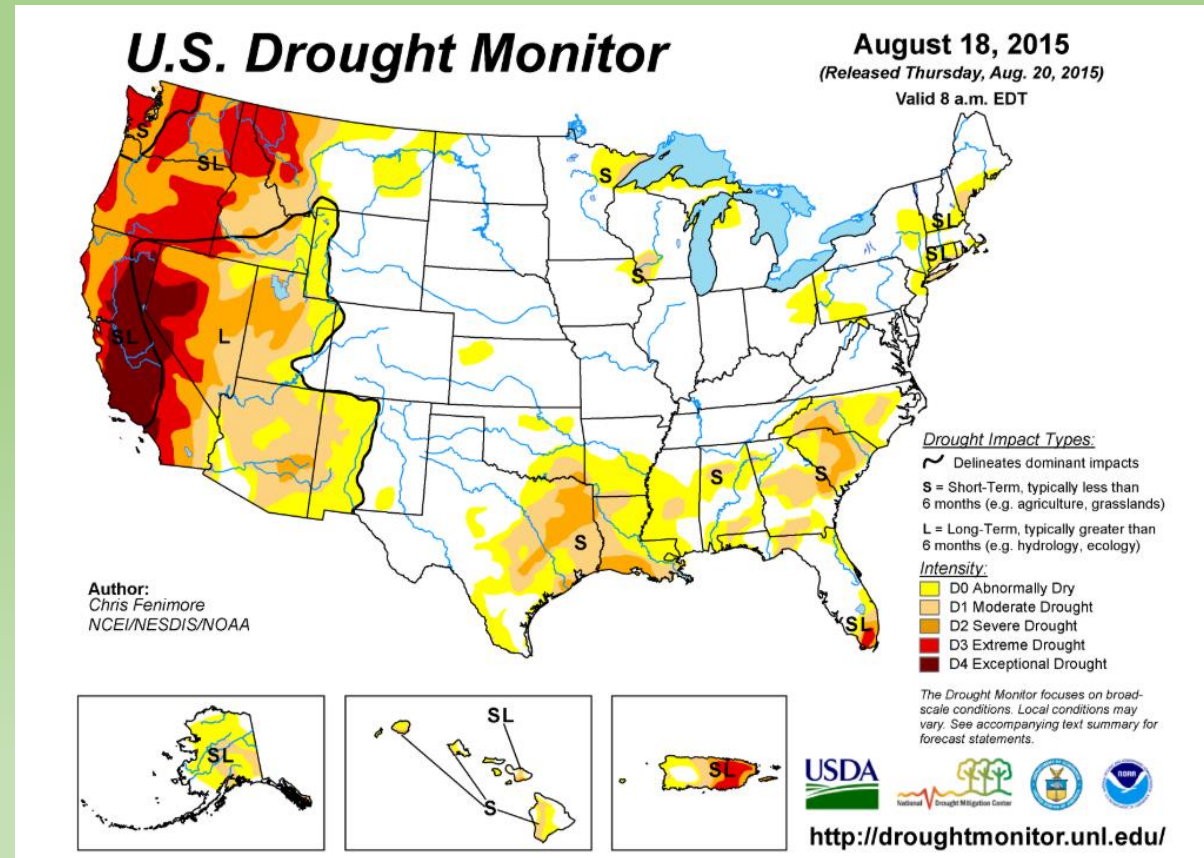 U.S. Drought Monitor
August 18, 2015
(Released Thursday, Aug. 20, 2015)
Valid 8 a.m. EDT
S
SL
S
SL
SL
S
SL
L
S
S
S
SL
Drought Impact Types:
Delineates dominant impacts
S = Short-Term, typically less than
6 months (e.g. agriculture, grasslands)
L = Long-Term, typically greater than
6 months (e.g. hydrology, ecology)
Intensity:
D0 Abnormally Dry
D1 Moderate Drought
D2 Severe Drought
D3 Extreme Drought
D4 Exceptional Drought
Author:
Chris Fenimore
NCEI/NESDIS/NOAA
The Drought Monitor focuses on broad-
scale conditions. Local conditions may
vary. See accompanying text summary for
forecast statements.
SL
SL
S
SL
USDA
National Drought Mitigation Center
NOAA
http://droughtmonitor.unl.edu/